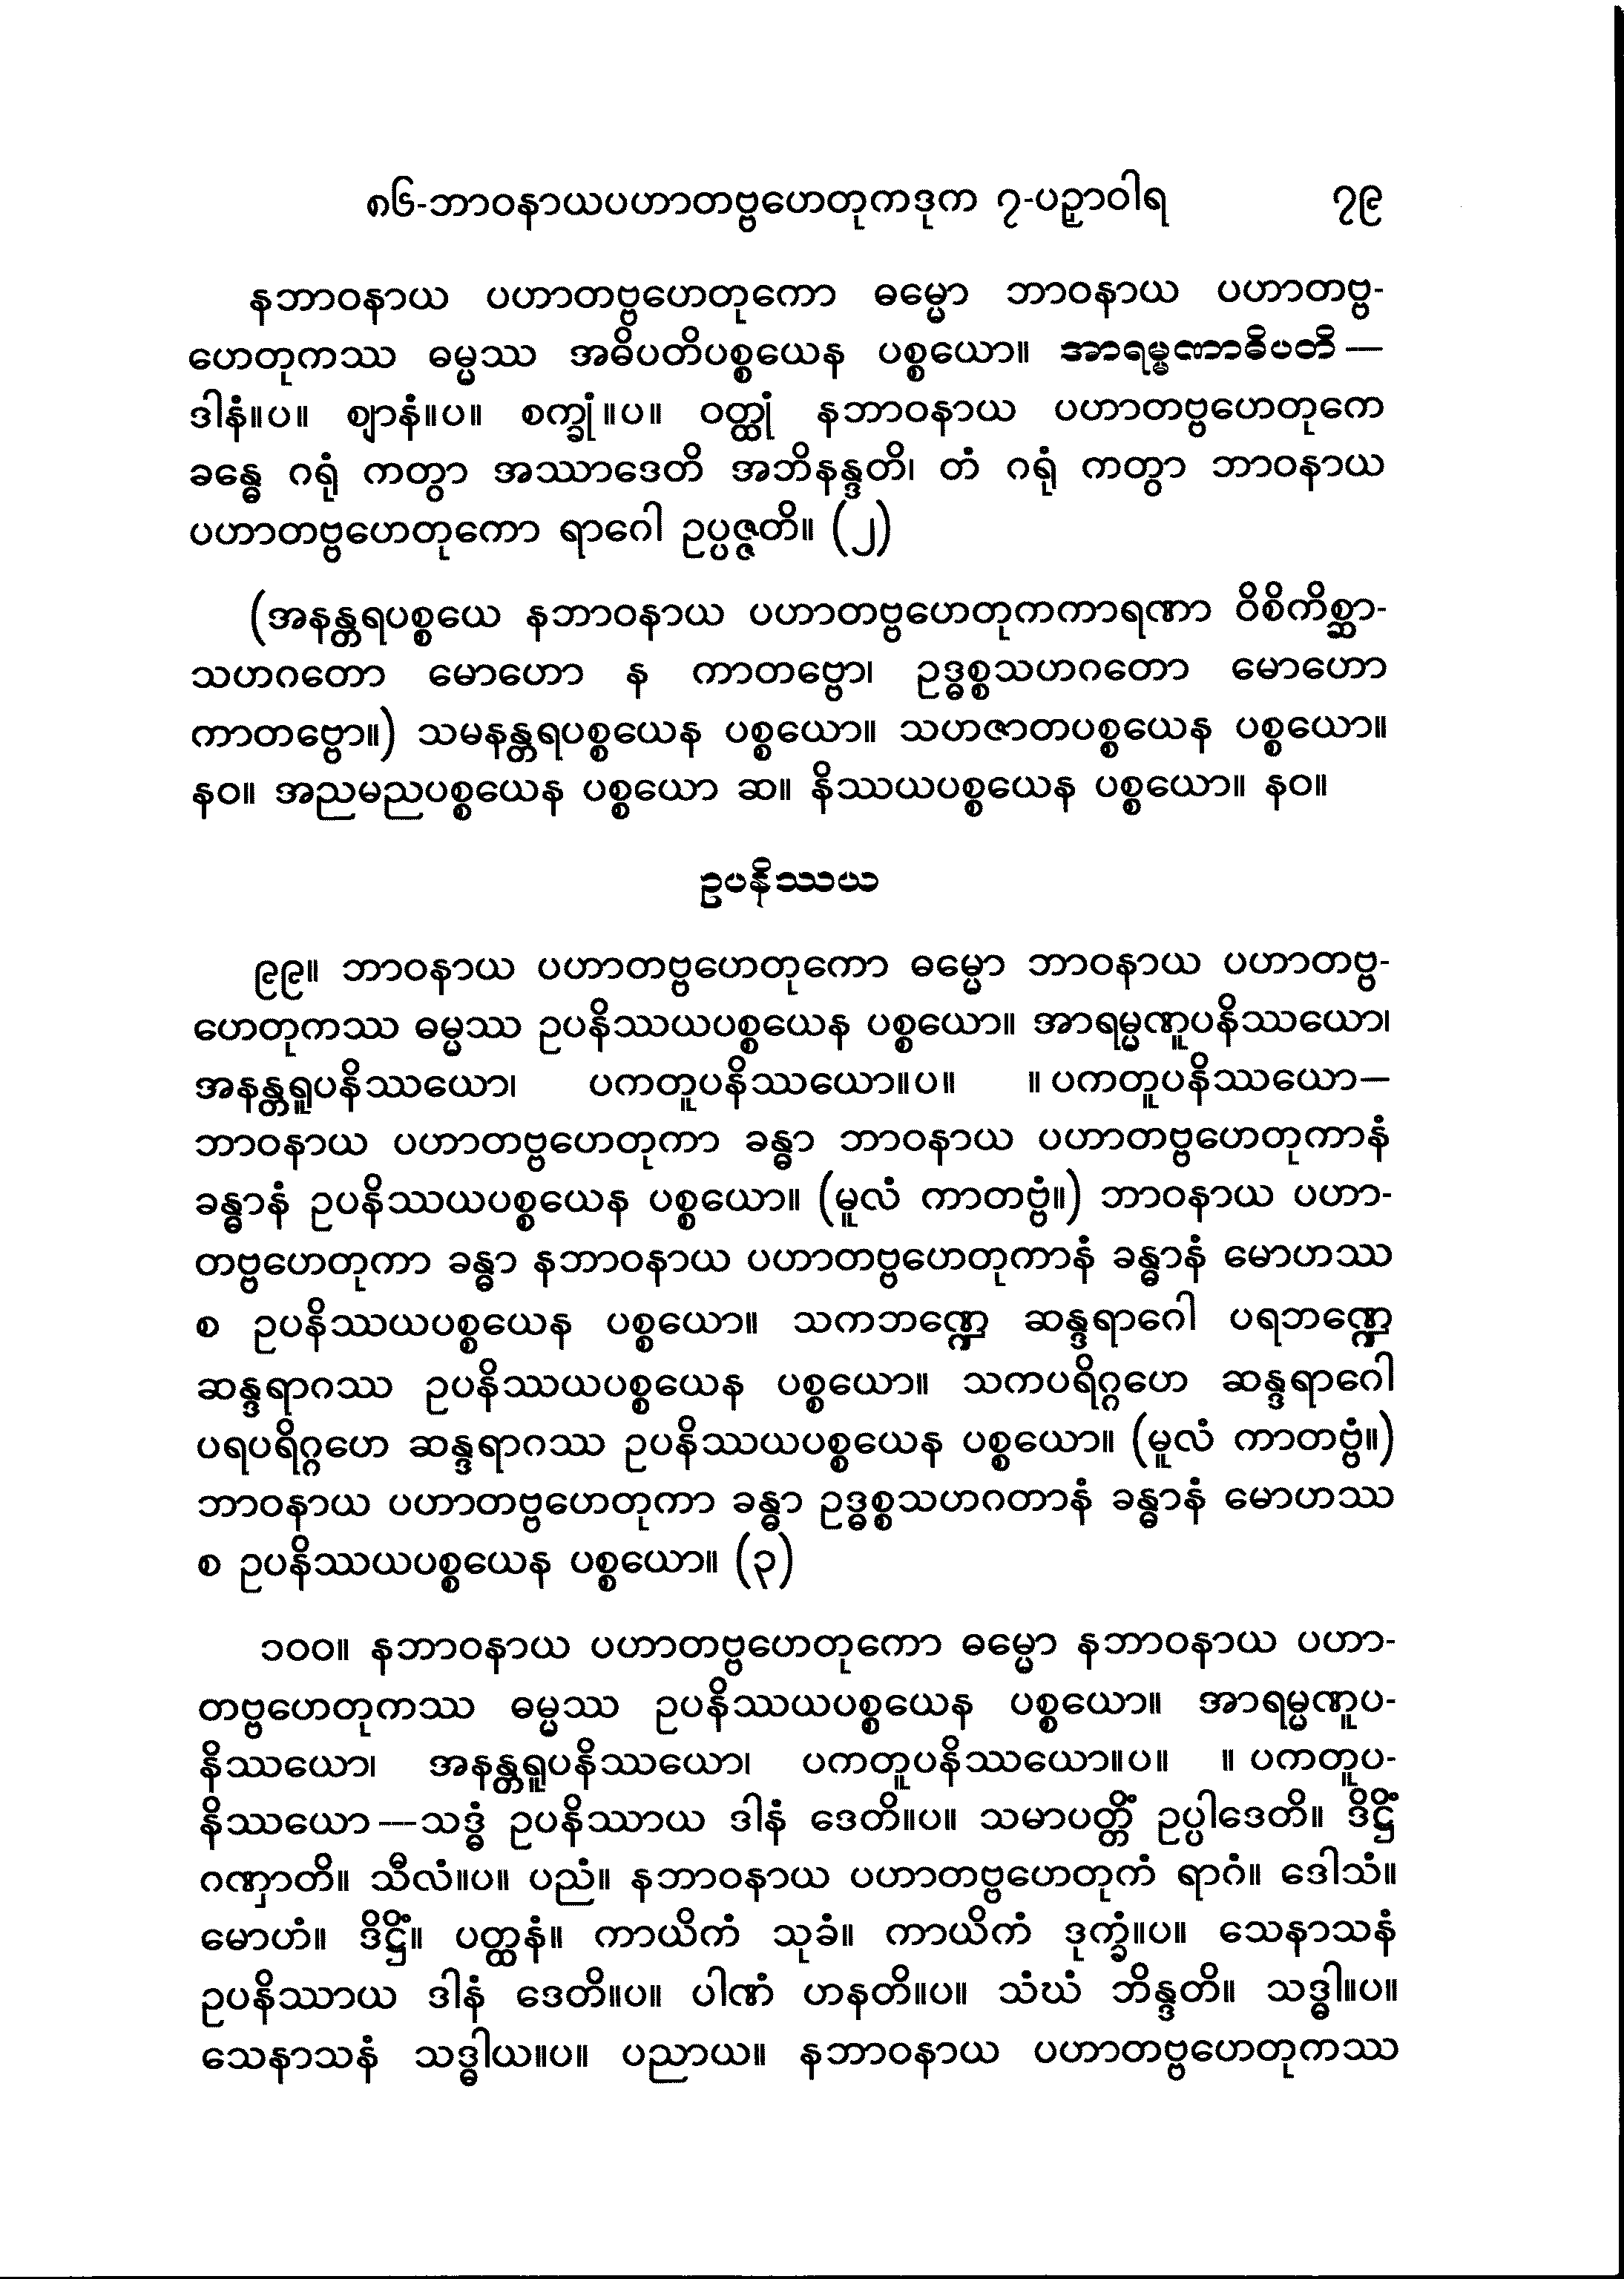 ၈၆-ဘာဝနာယပဟာတဗ္ဗဟေတုကဒုက ၇-ပဉှာဝါရ ၇၉
နဘာဝနာယ ပဟာတဗ္ဗဟေတုကော ဓမ္မော ဘာဝနာယ ပဟာတဗ္ဗ-
ဟေတုကဿ ဓမ္မဿ အဓိပတိပစ္စယေန ပစ္စယော။ အာရမ္မဏာဓိပတိ —
ဒါနံ။ပ။ ဈာနံ။ပ။ စက္ခုံ။ပ။ ဝတ္ထုံ နဘာဝနာယ ပဟာတဗ္ဗဟေတုကေ
ခန္ဓေ ဂရုံ ကတွာ အဿာဒေတိ အဘိနန္ဒတိ၊ တံ ဂရုံ ကတွာ ဘာဝနာယ
ပဟာတဗ္ဗဟေတုကော ရာဂေါ ဥပ္ပဇ္ဇတိ။ (၂)
(အနန္တရပစ္စယေ နဘာဝနာယ ပဟာတဗ္ဗဟေတုကကာရဏာ ဝိစိကိစ္ဆာ-
သဟဂတော မောဟော န ကာတဗ္ဗော၊ ဥဒ္ဓစ္စသဟဂတော မောဟော
ကာတဗ္ဗော။) သမနန္တရပစ္စယေန ပစ္စယော။ သဟဇာတပစ္စယေန ပစ္စယော။
နဝ။ အညမညပစ္စယေန ပစ္စယော ဆ။ နိဿယပစ္စယေန ပစ္စယော။ နဝ။
ဥပနိဿယ
၉၉။ ဘာဝနာယ ပဟာတဗ္ဗဟေတုကော ဓမ္မော ဘာဝနာယ ပဟာတဗ္ဗ-
ဟေတုကဿ ဓမ္မဿ ဥပနိဿယပစ္စယေန ပစ္စယော။ အာရမ္မဏူပနိဿယော၊
အနန္တရူပနိဿယော၊ ပကတူပနိဿယော။ပ။ ။ ပကတူပနိဿယော—
ဘာဝနာယ ပဟာတဗ္ဗဟေတုကာ ခန္ဓာ ဘာဝနာယ ပဟာတဗ္ဗဟေတုကာနံ
ခန္ဓာနံ ဥပနိဿယပစ္စယေန ပစ္စယော။ (မူလံ ကာတဗ္ဗံ။) ဘာဝနာယ ပဟာ-
တဗ္ဗဟေတုကာ ခန္ဓာ နဘာဝနာယ ပဟာတဗ္ဗဟေတုကာနံ ခန္ဓာနံ မောဟဿ
စ ဥပနိဿယပစ္စယေန ပစ္စယော။ သကဘဏ္ဍေ ဆန္ဒရာဂေါ ပရဘဏ္ဍေ
ဆန္ဒရာဂဿ ဥပနိဿယပစ္စယေန ပစ္စယော။ သကပရိဂ္ဂဟေ ဆန္ဒရာဂေါ
ပရပရိဂ္ဂဟေ ဆန္ဒရာဂဿ ဥပနိဿယပစ္စယေန ပစ္စယော။ (မူလံ ကာတဗ္ဗံ။)
ဘာဝနာယ ပဟာတဗ္ဗဟေတုကာ ခန္ဓာ ဥဒ္ဓစ္စသဟဂတာနံ ခန္ဓာနံ မောဟဿ
စ ဥပနိဿယပစ္စယေန ပစ္စယော။ (၃)
၁၀၀။ နဘာဝနာယ ပဟာတဗ္ဗဟေတုကော ဓမ္မော နဘာဝနာယ ပဟာ-
တဗ္ဗဟေတုကဿ ဓမ္မဿ ဥပနိဿယပစ္စယေန ပစ္စယော။ အာရမ္မဏူပ-
နိဿယော၊ အနန္တရူပနိဿယော၊ ပကတူပနိဿယော။ပ။ ။ ပကတူပ-
နိဿယော —သဒ္ဓံ ဥပနိဿာယ ဒါနံ ဒေတိ။ပ။ သမာပတ္တိံ ဥပ္ပါဒေတိ။ ဒိဋ္ဌိံ
ဂဏှာတိ။ သီလံ။ပ။ ပညံ။ နဘာဝနာယ ပဟာတဗ္ဗဟေတုကံ ရာဂံ။ ဒေါသံ။
မောဟံ။ ဒိဋ္ဌိံ။ ပတ္ထနံ။ ကာယိကံ သုခံ။ ကာယိကံ ဒုက္ခံ။ပ။ သေနာသနံ
ဥပနိဿာယ ဒါနံ ဒေတိ။ပ။ ပါဏံ ဟနတိ။ပ။ သံဃံ ဘိန္ဒတိ။ သဒ္ဓါ။ပ။
သေနာသနံ သဒ္ဓါယ။ပ။ ပညာယ။ နဘာဝနာယ ပဟာတဗ္ဗဟေတုကဿ